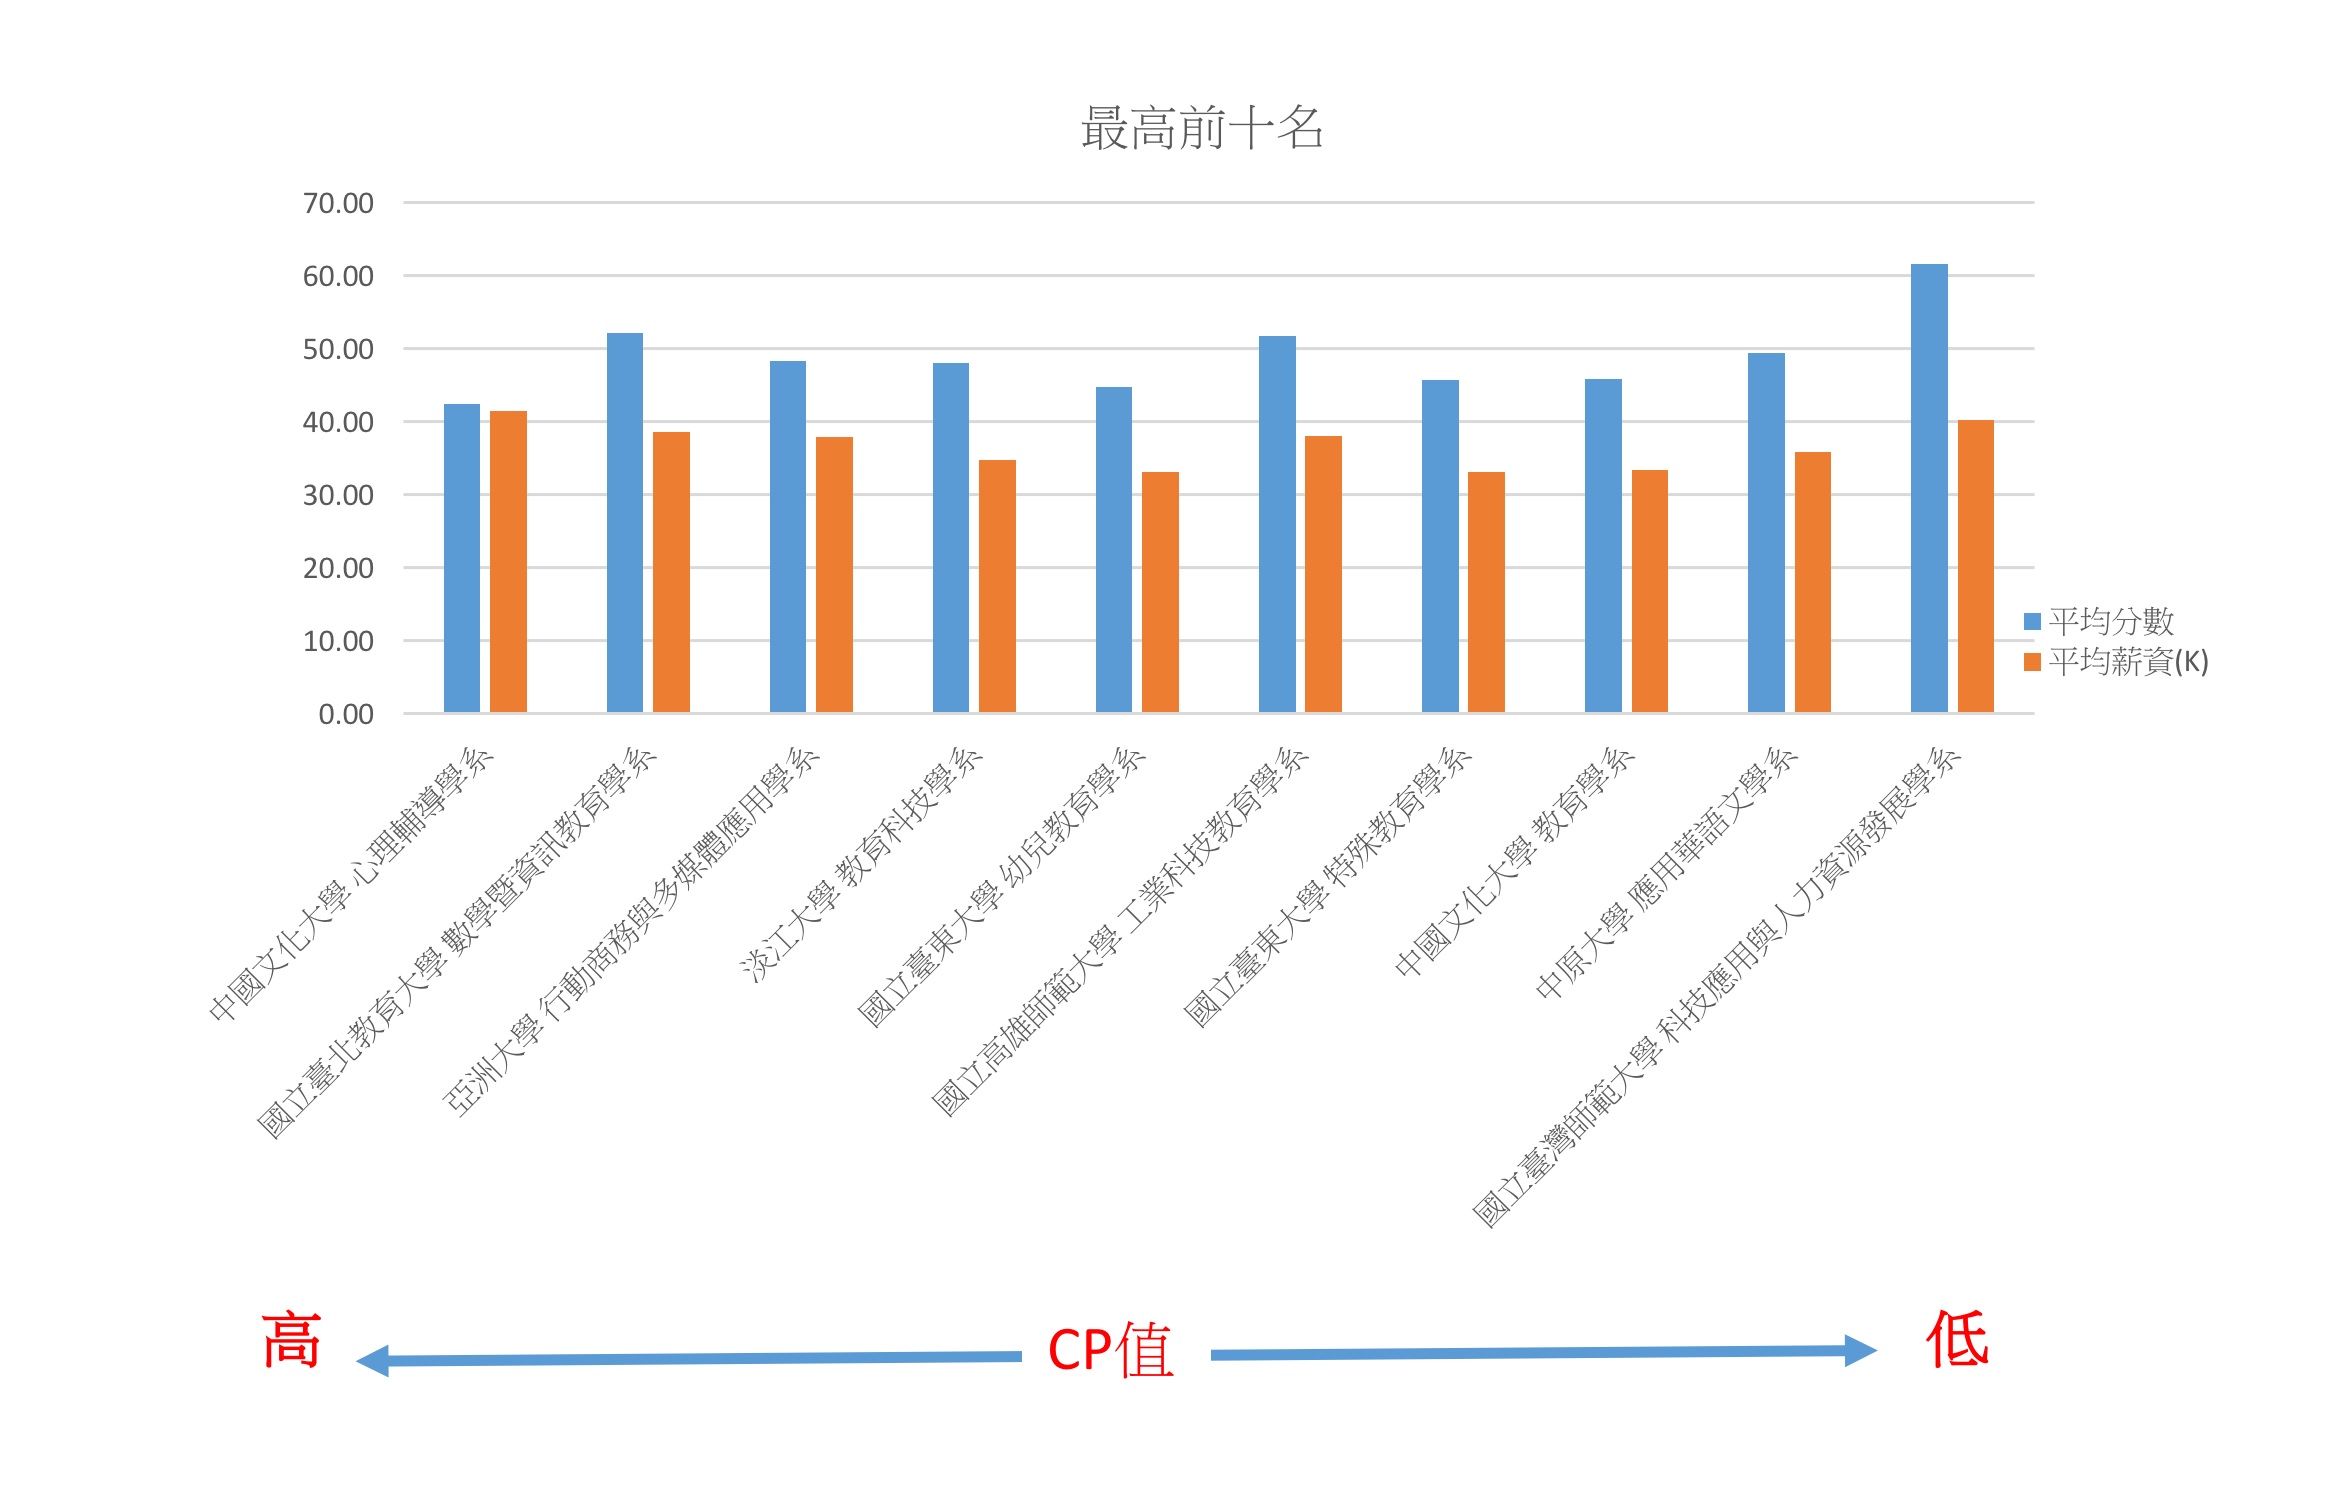 最高前十名
70.00
60.00
50.00
40.00
30.00
20.00
10.00
0.00
平均分數
平均薪資(K)
中國文化大學 心理輔導學系
國立臺北教育大學 數學暨資訊教育學系
亞洲大學 行動商務與多媒體應用學系
淡江大學 教育科技學系
國立臺東大學 幼兒教育學系
國立高雄師範大學 工業科技教育學系
國立臺東大學 特殊教育學系
中國文化大學 教育學系
中原大學 應用華語文學系
國立臺灣師範大學 科技應用與人力資源發展學系
高
CP值
低